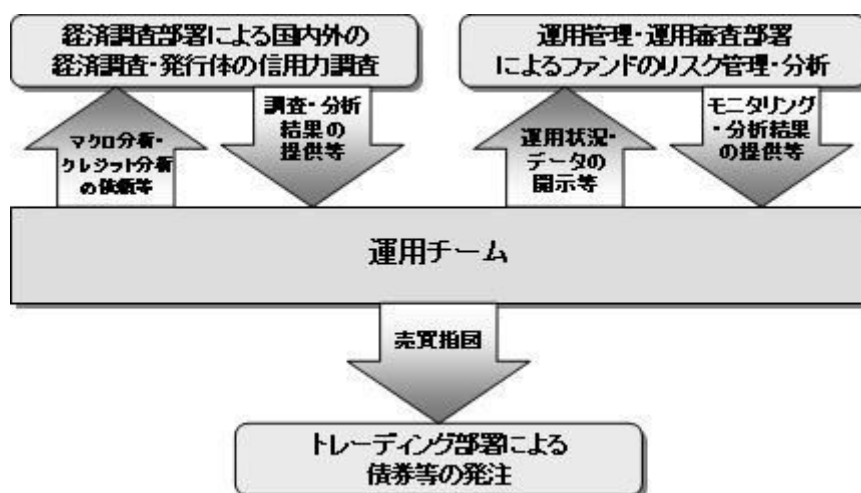 経済調査部署による国内外の
経済調査・発行体の信用力調査
運用管理・運用審査部署
によるファンドのリスク管理・分析
マクロ分析・
クレジット分析
の依頼等
調査・分析
結果の
提供等
運用状況・
データの
開示等
モニタリング
・分析結果
の提供等
運用チーム
売買指図
トレーディング部署による
債券等の発注